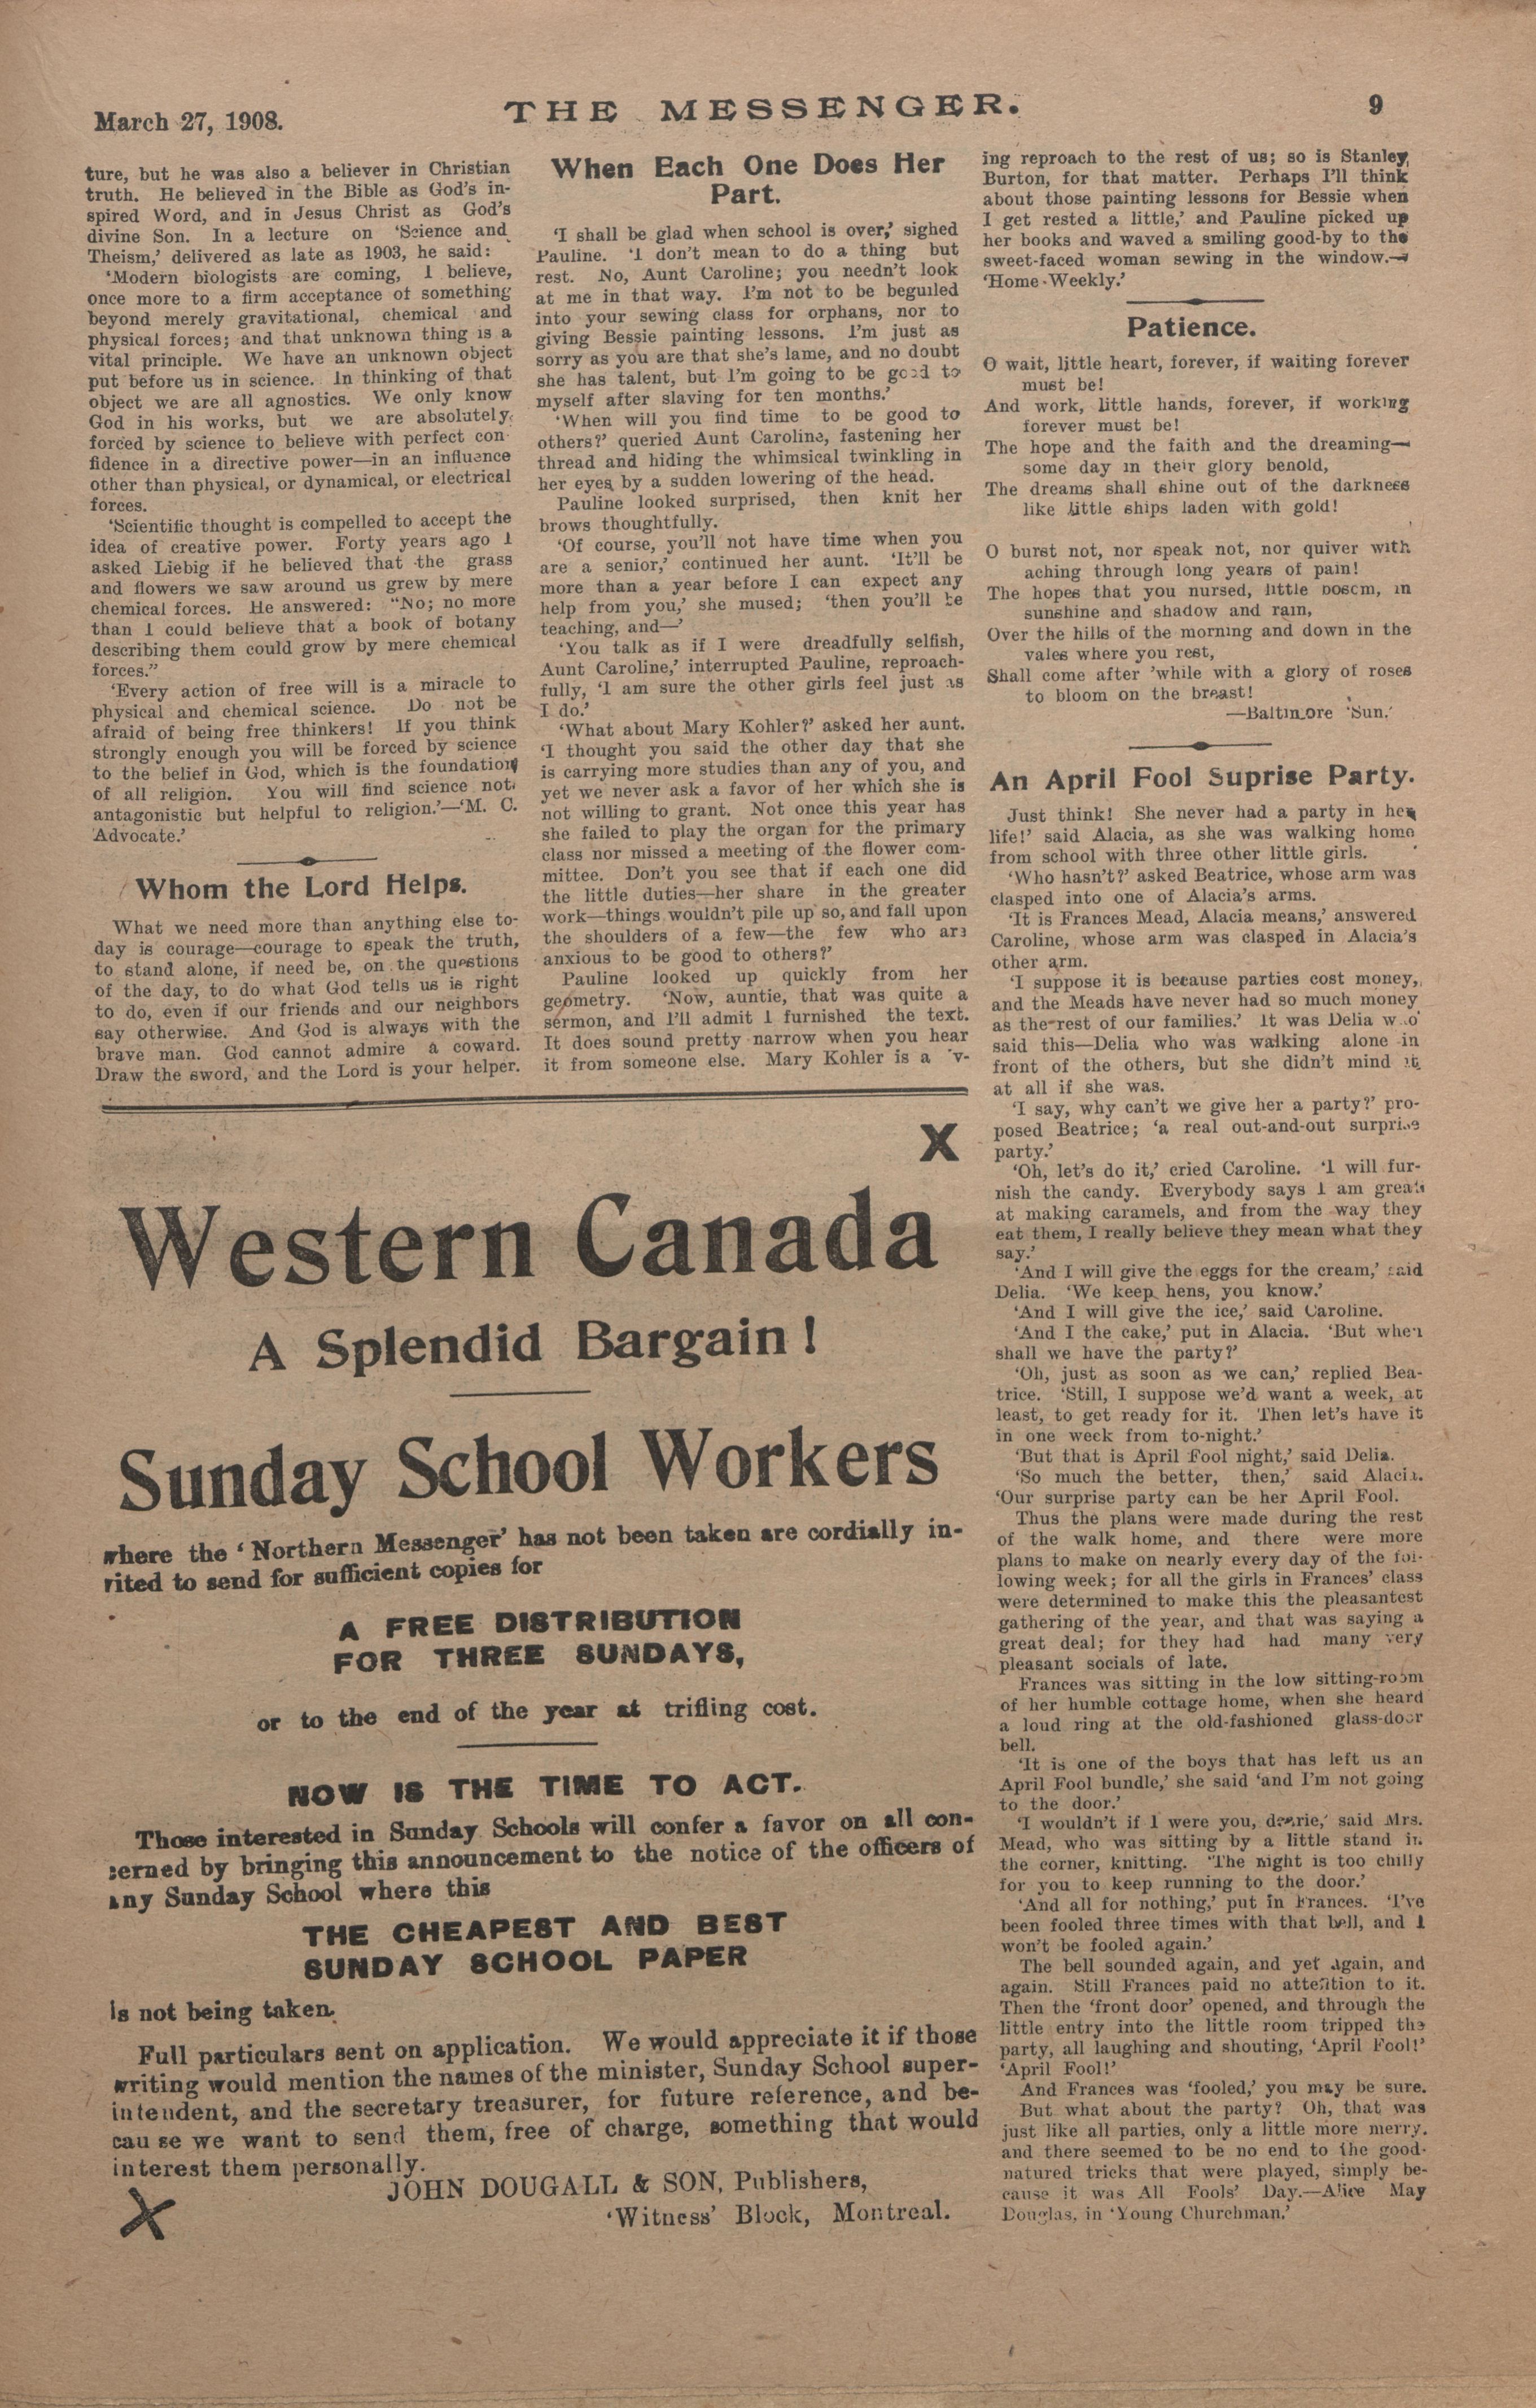 March 27, 1908.
THE MESSENGER.
9
ture, but he was also a believer in Christian
truth. He believed in the Bible as God's in-
spired Word, and in Jesus Christ as God's
divine Son. In a lecture on 'Science and
Theism,' delivered as late as 1903, he said:
'Modern biologists are coming, I believe,
once more to a firm acceptance of something
beyond merely gravitational, chemical and
physical forces; and that unknown thing is a
vital principle. We have an unknown object
put before us in science. In thinking of that
object we are all agnostics. We only know
God in his works, but we are absolutely
forced by science to believe with perfect con-
fidence in a directive power—in an influence
other than physical, or dynamical, or electrical
forces.
'Scientific thought is compelled to accept the
idea of creative power. Forty years ago I
asked Liebig if he believed that the grass
and flowers we saw around us grew by mere
chemical forces. He answered: "No; no more
than I could believe that a book of botany
describing them could grow by mere chemical
forces."
'Every action of free will is a miracle to
physical and chemical science. Do not be
afraid of being free thinkers! If you think
strongly enough you will be forced by science
to the belief in God, which is the foundation
of all religion. You will find science not
antagonistic but helpful to religion.'—'M. C.
Advocate.'
Whom the Lord Helps.
What we need more than anything else to-
day is courage—courage to speak the truth,
to stand alone, if need be, on the questions
of the day, to do what God tells us is right
to do, even if our friends and our neighbors
say otherwise. And God is always with the
brave man. God cannot admire a coward.
Draw the sword, and the Lord is your helper.
When Each One Does Her
Part.
'I shall be glad when school is over,' sighed
Pauline. 'I don't mean to do a thing but
rest. No, Aunt Caroline; you needn't look
at me in that way. I'm not to be beguiled
into your sewing class for orphans, nor to
giving Bessie painting lessons. I'm just as
sorry as you are that she's lame, and no doubt
she has talent, but I'm going to be good to
myself after slaving for ten months.'
'When will you find time to be good to
others?' queried Aunt Caroline, fastening her
thread and hiding the whimsical twinkling in
her eyes by a sudden lowering of the head.
Pauline looked surprised, then knit her
brows thoughtfully.
'Of course, you'll not have time when you
are a senior,' continued her aunt. 'It'll be
more than a year before I can expect any
help from you,' she mused; 'then you'll be
teaching, and—'
'You talk as if I were dreadfully selfish,
Aunt Caroline,' interrupted Pauline, reproach-
fully, 'I am sure the other girls feel just as
I do.'
'What about Mary Kohler?' asked her aunt.
'I thought you said the other day that she
is carrying more studies than any of you, and
yet we never ask a favor of her which she is
not willing to grant. Not once this year has
she failed to play the organ for the primary
class nor missed a meeting of the flower com-
mittee. Don't you see that if each one did
the little duties—her share in the greater
work—things wouldn't pile up so, and fall upon
the shoulders of a few—the few who are
anxious to be good to others?'
Pauline looked up quickly from her
geometry. 'Now, auntie, that was quite a
sermon, and I'll admit I furnished the text.
It does sound pretty narrow when you hear
it from someone else. Mary Kohler is a 'v-
ing reproach to the rest of us; so is Stanley
Burton, for that matter. Perhaps I'll think
about those painting lessons for Bessie when
I get rested a little,' and Pauline picked up
her books and waved a smiling good-by to the
sweet-faced woman sewing in the window.—
'Home Weekly.'
Patience.
O wait, little heart, forever, if waiting forever
must be!
And work, little hands, forever, if working
forever must be!
The hope and the faith and the dreaming—
some day in their glory benold,
The dreams shall shine out of the darkness
like little ships laden with gold!
O burst not, nor speak not, nor quiver with
aching through long years of pain!
The hopes that you nursed, little bosom, in
sunshine and shadow and rain,
Over the hills of the morning and down in the
vales where you rest,
Shall come after 'while with a glory of roses
to bloom on the breast!
—Baltimore 'Sun.'
An April Fool Suprise Party.
Just think! She never had a party in her
life!' said Alacia, as she was walking home
from school with three other little girls.
'Who hasn't?' asked Beatrice, whose arm was
clasped into one of Alacia's arms.
'It is Frances Mead, Alacia means,' answered
Caroline, whose arm was clasped in Alacia's
other arm.
'I suppose it is because parties cost money,
and the Meads have never had so much money
as the rest of our families.' It was Delia who
said this—Delia who was walking alone in
front of the others, but she didn't mind it
at all if she was.
'I say, why can't we give her a party?' pro-
posed Beatrice; 'a real out-and-out surprise
party.'
'Oh, let's do it,' cried Caroline. 'I will fur-
nish the candy. Everybody says I am great
at making caramels, and from the way they
eat them, I really believe they mean what they
say.'
'And I will give the eggs for the cream,' said
Delia. 'We keep hens, you know.'
'And I will give the ice,' said Caroline.
'And I the cake,' put in Alacia. 'But when
shall we have the party?'
'Oh, just as soon as we can,' replied Bea-
trice. 'Still, I suppose we'd want a week, at
least, to get ready for it. Then let's have it
in one week from to-night.'
'But that is April Fool night,' said Delia.
'So much the better, then,' said Alacia.
'Our surprise party can be her April Fool.
Thus the plans were made during the rest
of the walk home, and there were more
plans to make on nearly every day of the fol-
lowing week; for all the girls in Frances' class
were determined to make this the pleasantest
gathering of the year, and that was saying a
great deal; for they had had many very
pleasant socials of late.
Frances was sitting in the low sitting-room
of her humble cottage home, when she heard
a loud ring at the old-fashioned glass-door
bell.
'It is one of the boys that has left us an
April Fool bundle,' she said 'and I'm not going
to the door.'
'I wouldn't if I were you, dearie,' said Mrs.
Mead, who was sitting by a little stand in
the corner, knitting. 'The night is too chilly
for you to keep running to the door.'
'And all for nothing,' put in Frances. 'I've
been fooled three times with that bell, and I
won't be fooled again.'
The bell sounded again, and yet again, and
again. Still Frances paid no attention to it.
Then the 'front door' opened, and through the
little entry into the little room tripped the
party, all laughing and shouting, 'April Fool!'
'April Fool!'
And Frances was 'fooled,' you may be sure.
But what about the party? Oh, that was
just like all parties, only a little more merry,
and there seemed to be no end to the good-
natured tricks that were played, simply be-
cause it was All Fools' Day.—Alice May
Douglas, in 'Young Churchman.'
X
Western Canada
A Splendid Bargain!
Sunday School Workers
where the 'Northern Messenger' has not been taken are cordially in-
vited to send for sufficient copies for
A FREE DISTRIBUTION
FOR THREE SUNDAYS,
or to the end of the year at trifling cost.
NOW IS THE TIME TO ACT.
Those interested in Sunday Schools will confer a favor on all con-
cerned by bringing this announcement to the notice of the officers of
any Sunday School where this
THE CHEAPEST AND BEST
SUNDAY SCHOOL PAPER
is not being taken.
Full particulars sent on application. We would appreciate it if those
writing would mention the names of the minister, Sunday School super-
intendent, and the secretary treasurer, for future reference, and be-
cause we want to send them, free of charge, something that would
interest them personally.
JOHN DOUGALL & SON, Publishers,
'Witness' Block, Montreal.
X